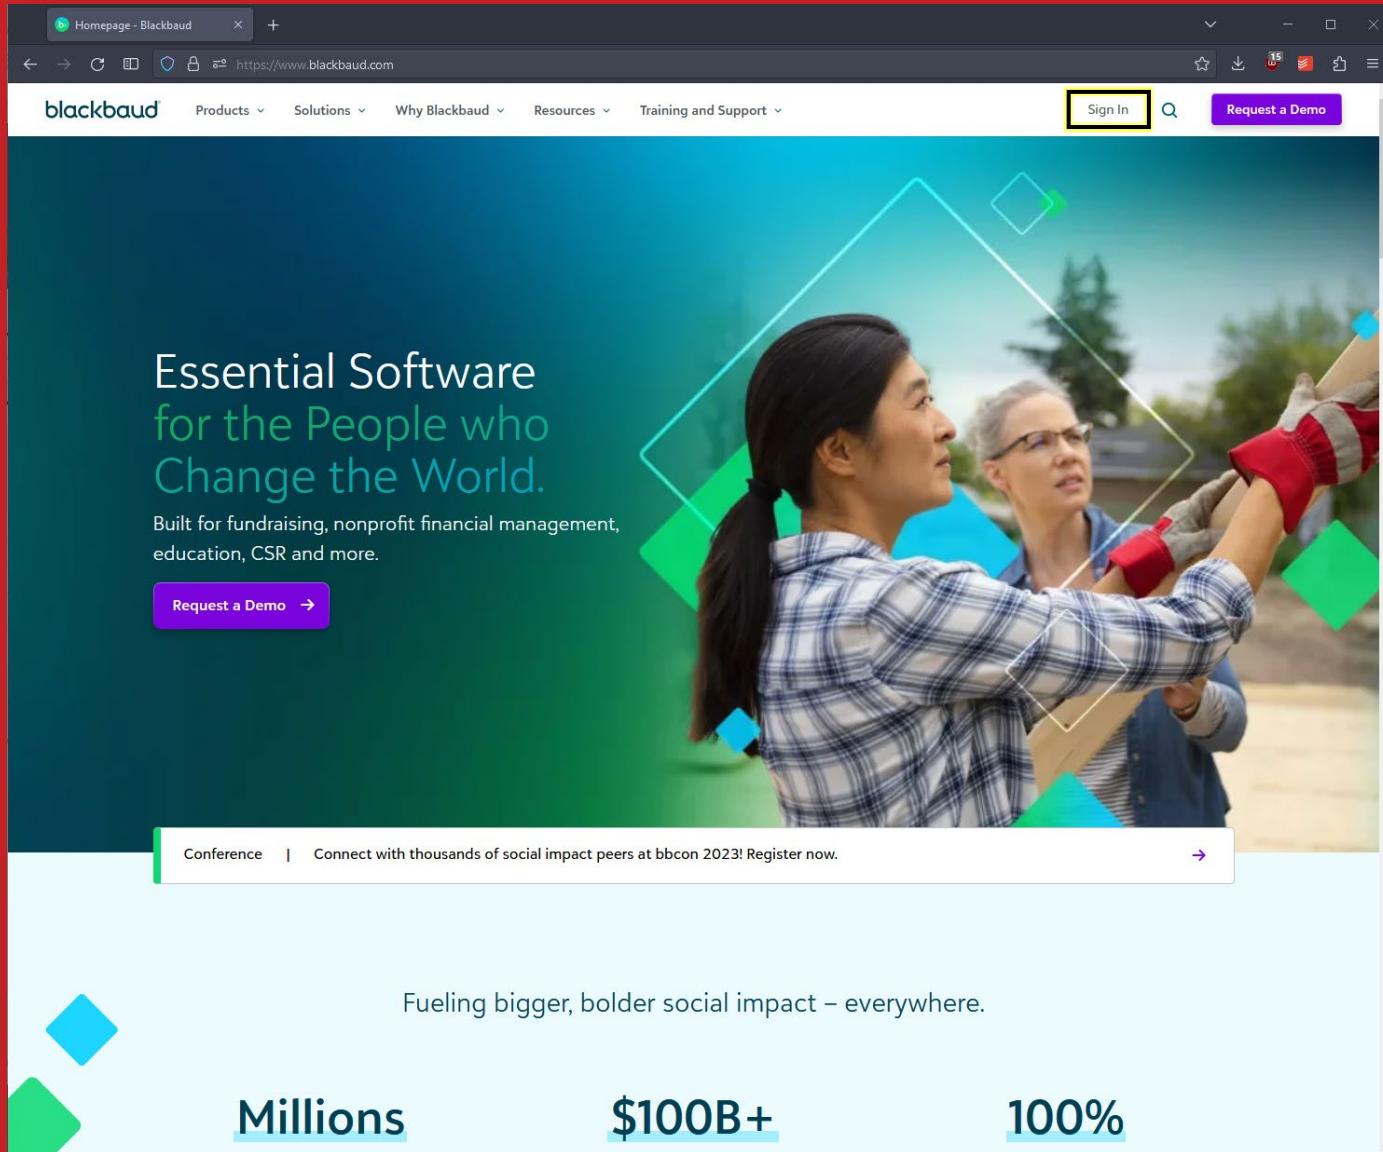 Homepage - Blackbaud
https://www.blackbaud.com
15
blackbaud Products Solutions Why Blackbaud Resources Training and Support Sign In Request a Demo
Essential Software
for the People who
Change the World.
Built for fundraising, nonprofit financial management,
education, CSR and more.
Request a Demo
Conference | Connect with thousands of social impact peers at bbcon 2023! Register now.
Fueling bigger, bolder social impact – everywhere.
Millions $100B+ 100%